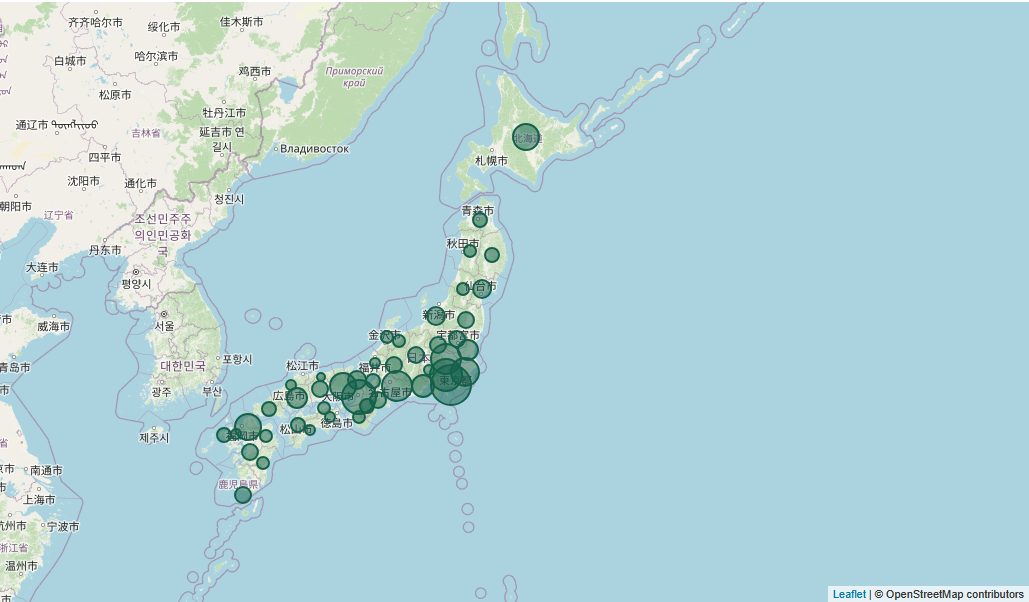 齐齐哈尔市
绥化市
佳木斯市
白城市
哈尔滨市
鸡西市
Приморский
край
松原市
牡丹江市
通辽市
吉林省
延吉市 연
길시
Владивосток
四平市
沈阳市
通化市
朝阳市
辽宁省
청진시
조선민주주
의인민공화
국
丹东市
大连市
평양시
서울
威海市
포항시
대한민국
青岛市
광주
부산
제주시
北海道
札幌市
青森市
秋田市
仙台市
新潟市
金沢市
宇都宮市
日本
福井市
松江市
東京
名古屋市
広島市
大阪市
徳島市
松山市
福岡市
鹿児島県
南通市
上海市
杭州市
宁波市
浙江省
温州市
Leaflet | © OpenStreetMap contributors